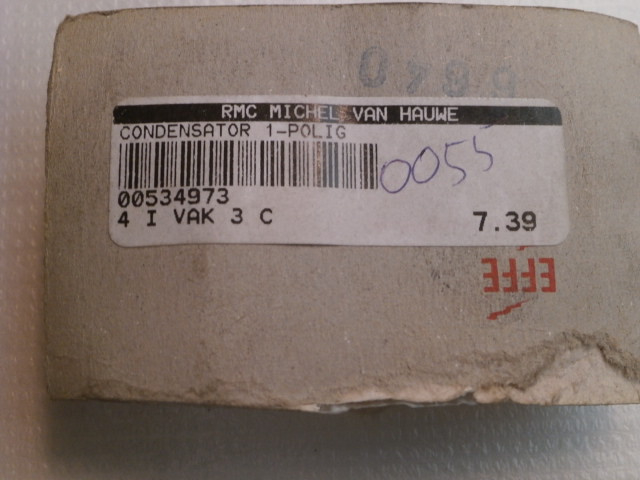 RMC MICHEL VAN HAUWE
CONDENSATOR 1-POLIG
0055
00534973
4 I VAK 3 C 7.39
EFFE